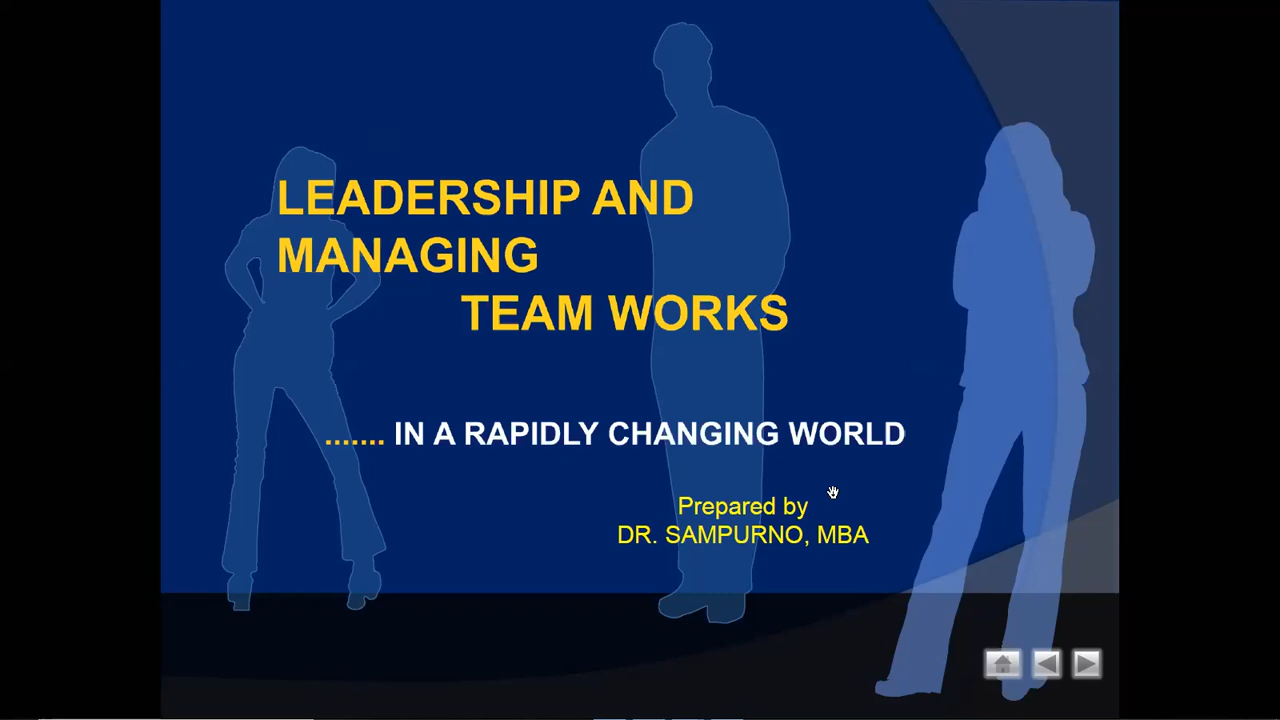 LEADERSHIP AND
MANAGING
TEAM WORKS
....... IN A RAPIDLY CHANGING WORLD
Prepared by
DR. SAMPURNO, MBA